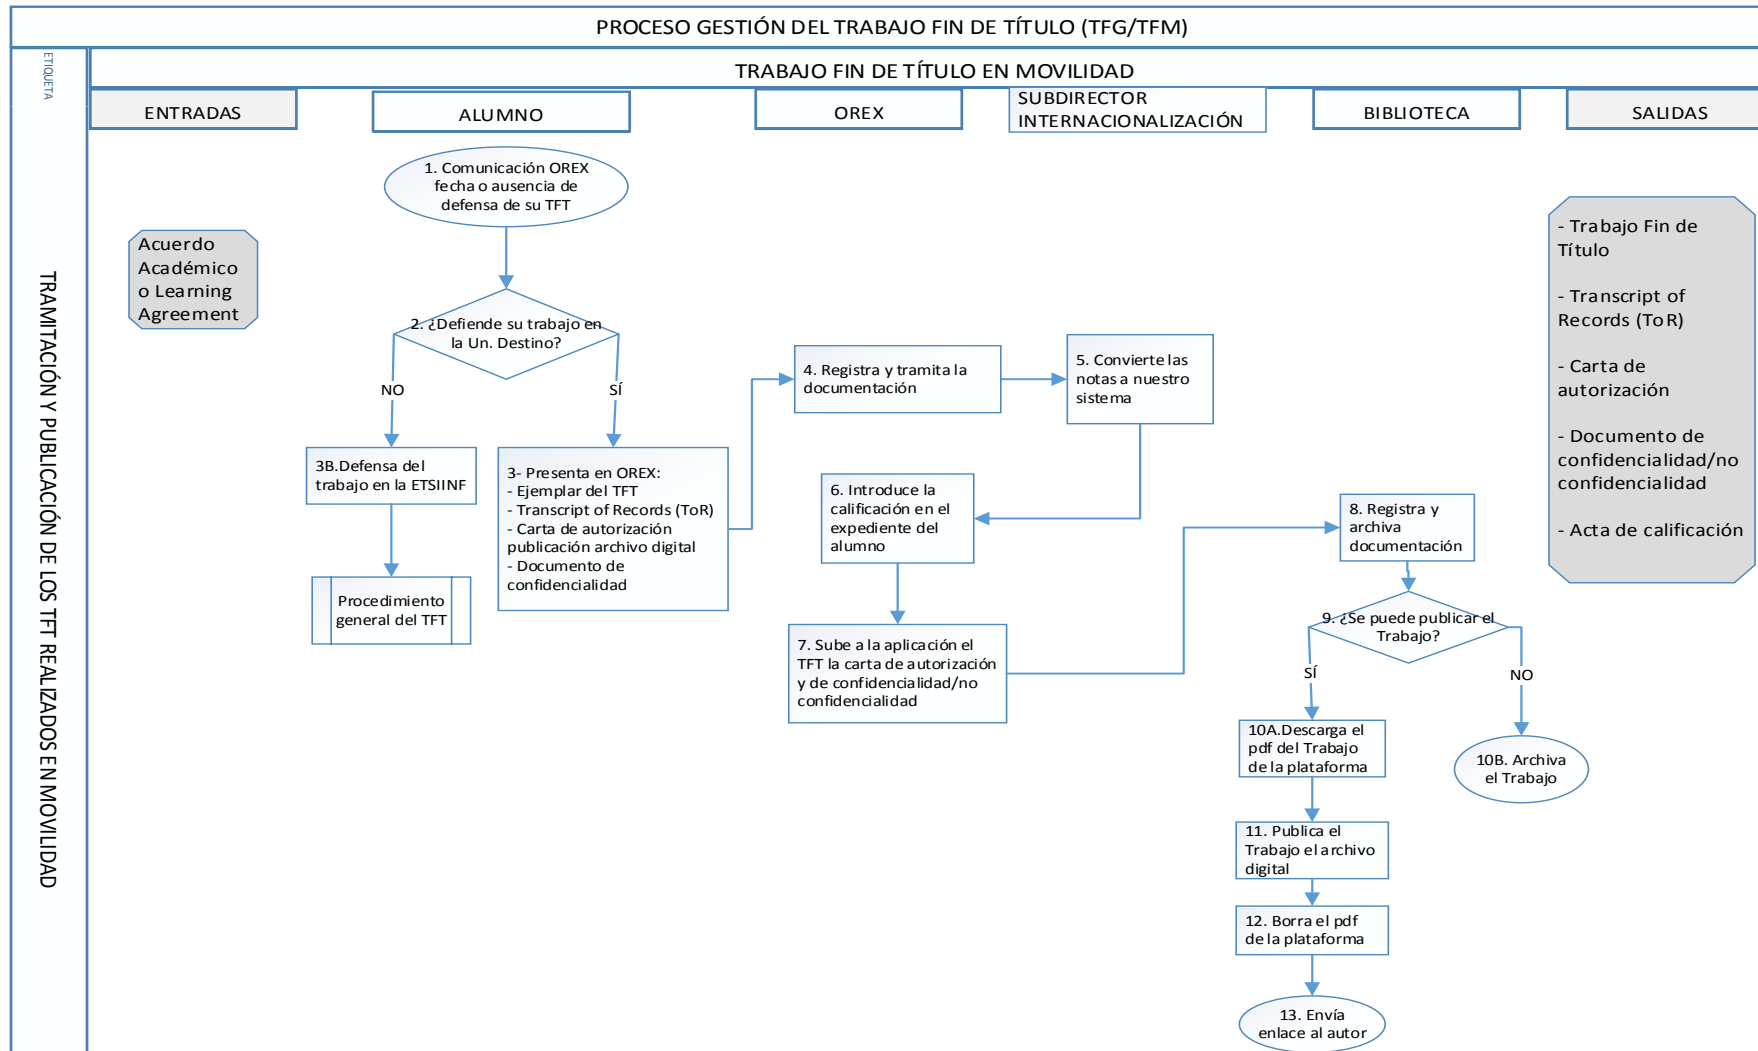 PROCESO GESTIÓN DEL TRABAJO FIN DE TÍTULO (TFG/TFM)
ETIQUETA
TRABAJO FIN DE TÍTULO EN MOVILIDAD
ENTRADAS
ALUMNO
OREX
SUBDIRECTOR
INTERNACIONALIZACIÓN
BIBLIOTECA
SALIDAS
TRAMITACIÓN Y PUBLICACIÓN DE LOS TFT REALIZADOS EN MOVILIDAD
Acuerdo
Académico
o Learning
Agreement
1. Comunicación OREX
fecha o ausencia de
defensa de su TFT
2. ¿Defiende su trabajo en
la Un. Destino?
NO
SÍ
3B.Defensa del
trabajo en la ETSIINF
Procedimiento
general del TFT
3- Presenta en OREX:
- Ejemplar del TFT
- Transcript of Records (ToR)
- Carta de autorización
publicación archivo digital
- Documento de
confidencialidad
4. Registra y tramita la
documentación
5. Convierte las
notas a nuestro
sistema
6. Introduce la
calificación en el
expediente del
alumno
7. Sube a la aplicación el
TFT la carta de autorización
y de confidencialidad/no
confidencialidad
8. Registra y
archiva
documentación
9. ¿Se puede publicar el
Trabajo?
SÍ
NO
10A.Descarga el
pdf del Trabajo
de la plataforma
10B. Archiva
el Trabajo
11. Publica el
Trabajo el archivo
digital
12. Borra el pdf
de la plataforma
13. Envía
enlace al autor
- Trabajo Fin de
Título
- Transcript of
Records (ToR)
- Carta de
autorización
- Documento de
confidencialidad/no
confidencialidad
- Acta de calificación